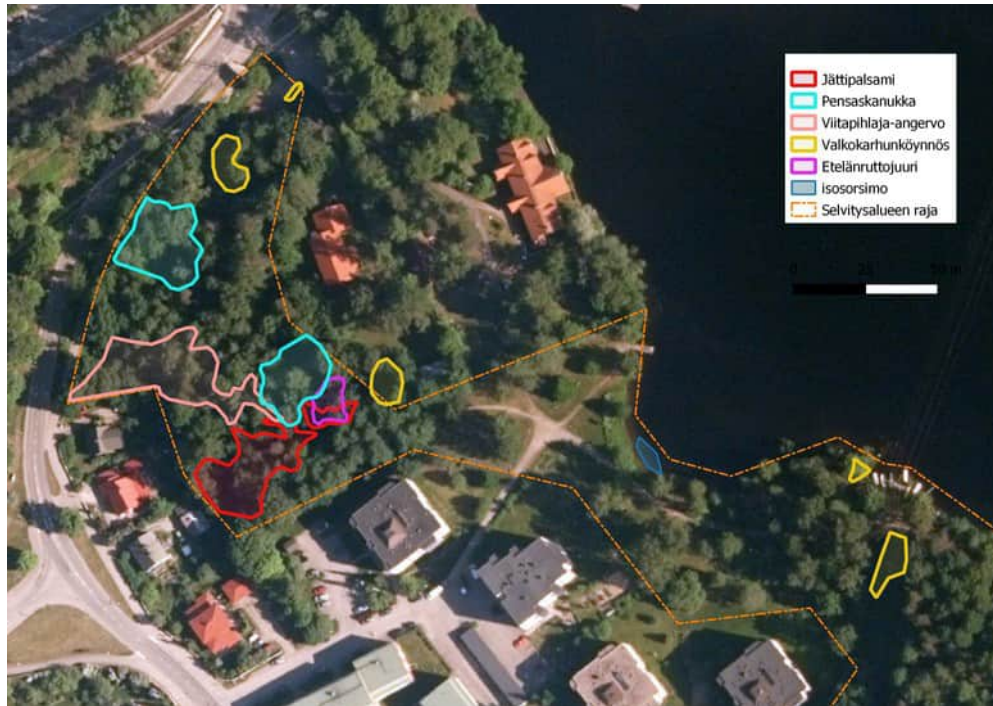 Jättipalsami
Pensaskanukka
Viitapihlaja-angervo
Valkokarhunköynnös
Etelänruttojuuri
isosorsimo
Selvitysalueen raja
0 25 50 m